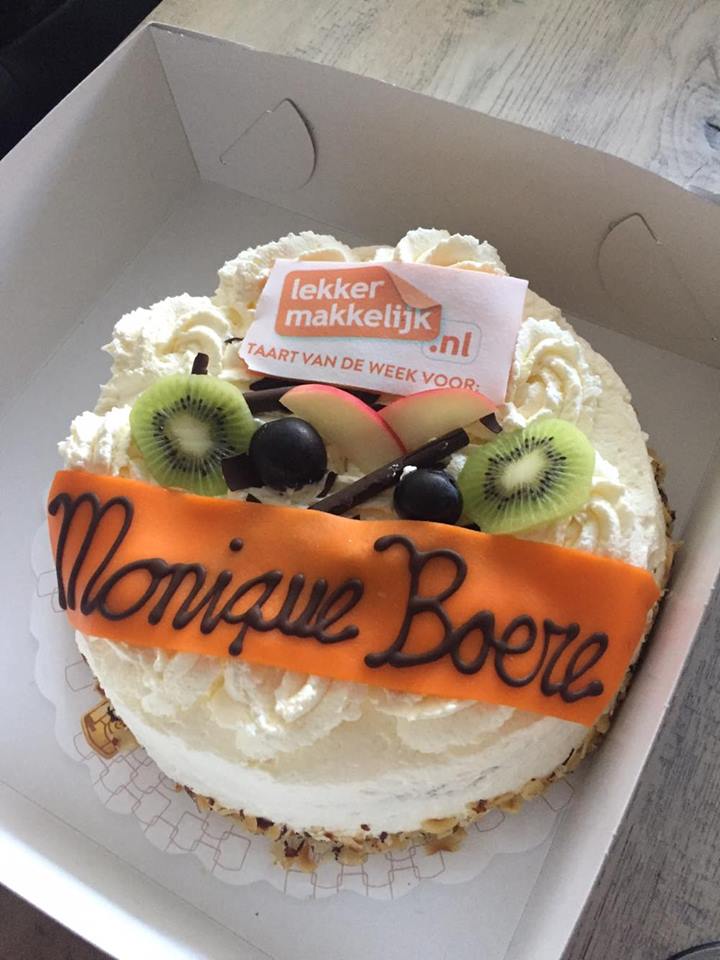 lekker
makkelijk
.nl
TAART VAN DE WEEK VOOR:
Monique Boere